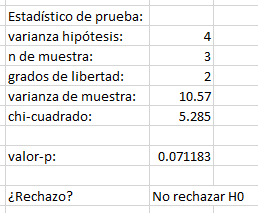 Estadístico de prueba:
varianza hipótesis: 4
n de muestra: 3
grados de libertad: 2
varianza de muestra: 10.57
chi-cuadrado: 5.285
valor-p: 0.071183
¿Rechazo? No rechazar H0